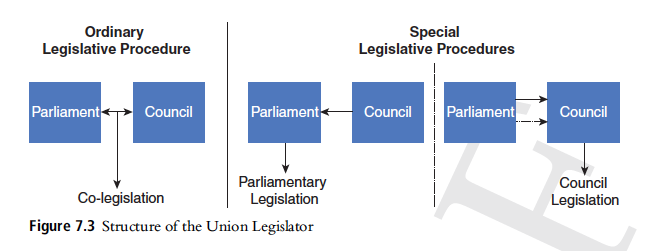 Ordinary
Legislative Procedure
Special
Legislative Procedures
Parliament
Council
Parliament
Council
Parliament
Council
Co-legislation
Parliamentary
Legislation
Council
Legislation
Figure 7.3 Structure of the Union Legislator